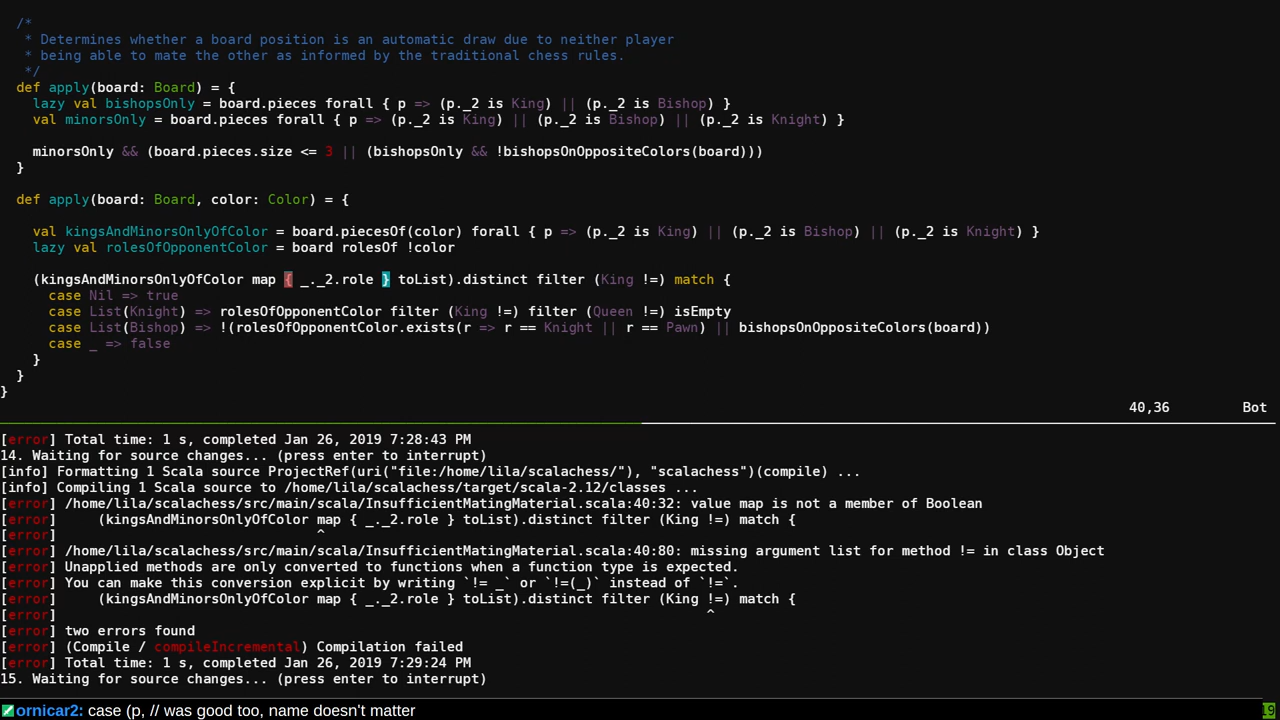 /*
 * Determines whether a board position is an automatic draw due to neither player
 * being able to mate the other as informed by the traditional chess rules.
 */
def apply(board: Board) = {
  lazy val bishopsOnly = board.pieces forall { p => (p._2 is King) || (p._2 is Bishop) }
  val minorsOnly = board.pieces forall { p => (p._2 is King) || (p._2 is Bishop) || (p._2 is Knight) }
  minorsOnly && (board.pieces.size <= 3 || (bishopsOnly && !bishopsOnOppositeColors(board)))
}
def apply(board: Board, color: Color) = {
  val kingsAndMinorsOnlyOfColor = board.piecesOf(color) forall { p => (p._2 is King) || (p._2 is Bishop) || (p._2 is Knight) }
  lazy val rolesOfOpponentColor = board rolesOf !color
  (kingsAndMinorsOnlyOfColor map { _._2.role } toList).distinct filter (King !=) match {
    case Nil => true
    case List(Knight) => rolesOfOpponentColor filter (King !=) filter (Queen !=) isEmpty
    case List(Bishop) => !(rolesOfOpponentColor.exists(r => r == Knight || r == Pawn) || bishopsOnOppositeColors(board))
    case _ => false
  }
}
}
40,36 Bot
[error] Total time: 1 s, completed Jan 26, 2019 7:28:43 PM
14. Waiting for source changes... (press enter to interrupt)
[info] Formatting 1 Scala source ProjectRef(uri("file:/home/lila/scalachess/"), "scalachess")(compile) ...
[info] Compiling 1 Scala source to /home/lila/scalachess/target/scala-2.12/classes ...
[error] /home/lila/scalachess/src/main/scala/InsufficientMatingMaterial.scala:40:32: value map is not a member of Boolean
[error]     (kingsAndMinorsOnlyOfColor map { _._2.role } toList).distinct filter (King !=) match {
[error]                                ^
[error] /home/lila/scalachess/src/main/scala/InsufficientMatingMaterial.scala:40:80: missing argument list for method != in class Object
[error] Unapplied methods are only converted to functions when a function type is expected.
[error] You can make this conversion explicit by writing `!= _` or `!=(_)` instead of `!=`.
[error]     (kingsAndMinorsOnlyOfColor map { _._2.role } toList).distinct filter (King !=) match {
[error]                                                                                ^
[error] two errors found
[error] (Compile / compileIncremental) Compilation failed
[error] Total time: 1 s, completed Jan 26, 2019 7:29:24 PM
15. Waiting for source changes... (press enter to interrupt)
ornicar2: case (p, // was good too, name doesn't matter